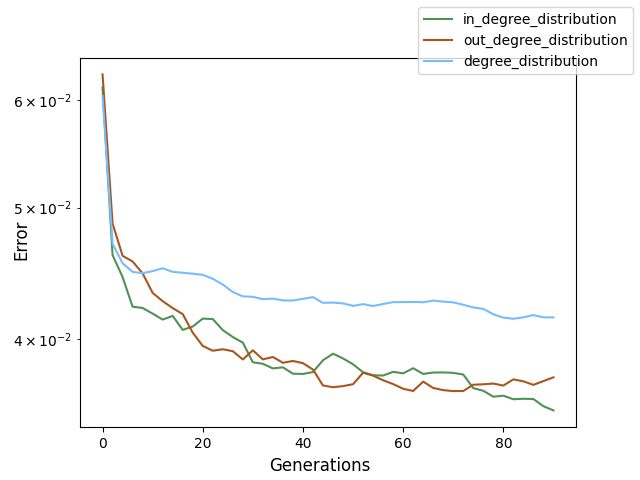 in_degree_distribution
out_degree_distribution
degree_distribution
6 × 10⁻²
5 × 10⁻²
4 × 10⁻²
Error
0 20 40 60 80
Generations